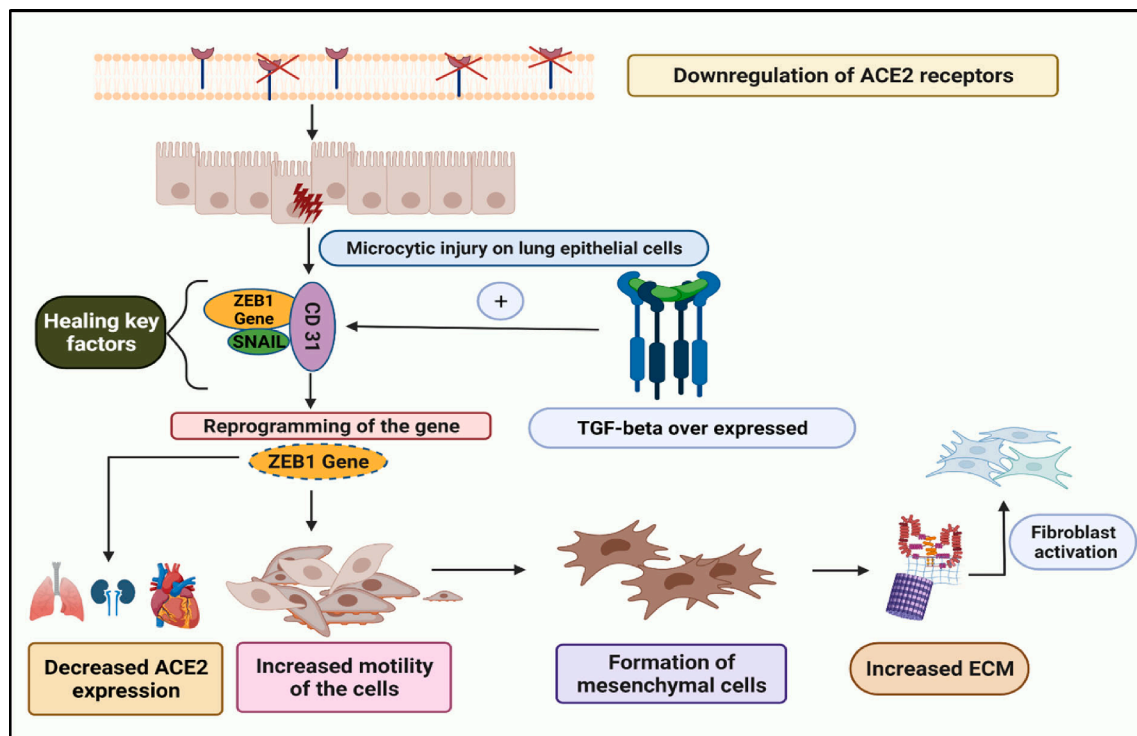 Downregulation of ACE2 receptors
Microcytic injury on lung epithelial cells
Healing key
factors
ZEB1
Gene
SNAIL
CD 31
+
TGF-beta over expressed
Reprogramming of the gene
ZEB1 Gene
Fibroblast
activation
Decreased ACE2
expression
Increased motility
of the cells
Formation of
mesenchymal cells
Increased ECM